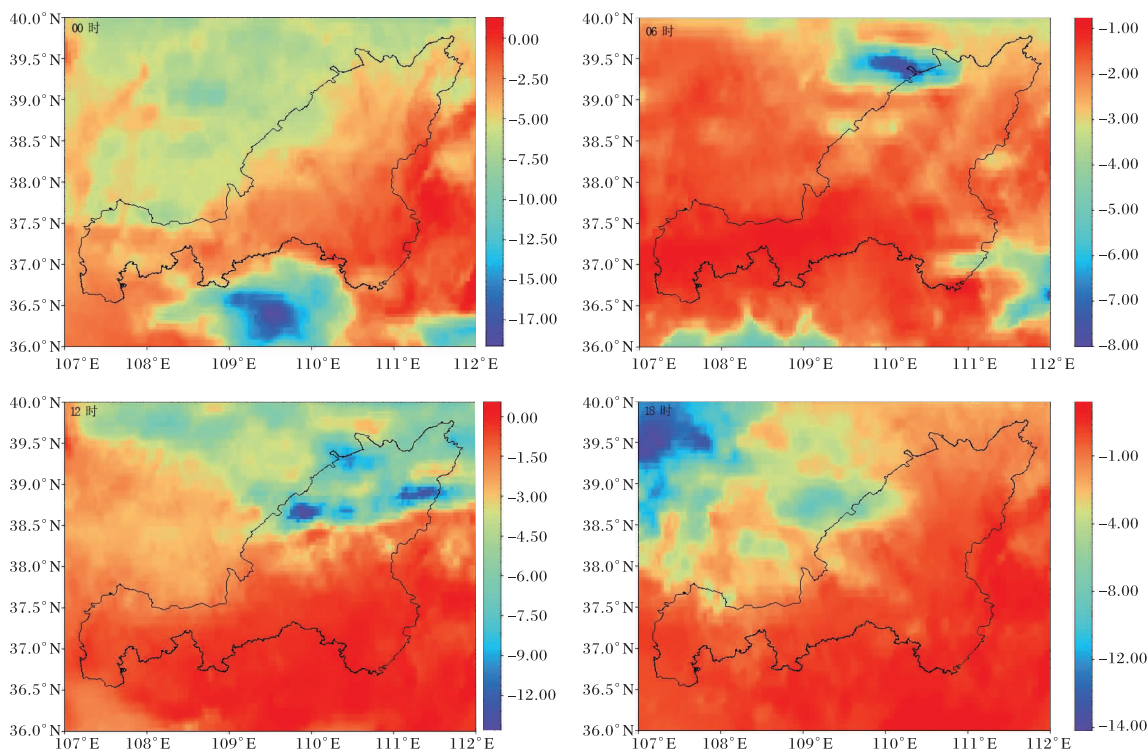 00 时
40.0°N
39.5°N
39.0°N
38.5°N
38.0°N
37.5°N
37.0°N
36.5°N
36.0°N
107°E 108°E 109°E 110°E 111°E 112°E
0.00
−2.50
−5.00
−7.50
−10.00
−12.50
−15.00
−17.00
06 时
40.0°N
39.5°N
39.0°N
38.5°N
38.0°N
37.5°N
37.0°N
36.5°N
36.0°N
107°E 108°E 109°E 110°E 111°E 112°E
−1.00
−2.00
−3.00
−4.00
−5.00
−6.00
−7.00
−8.00
12 时
40.0°N
39.5°N
39.0°N
38.5°N
38.0°N
37.5°N
37.0°N
36.5°N
36.0°N
107°E 108°E 109°E 110°E 111°E 112°E
0.00
−1.50
−3.00
−4.50
−6.00
−7.50
−9.00
−12.00
18 时
40.0°N
39.5°N
39.0°N
38.5°N
38.0°N
37.5°N
37.0°N
36.5°N
36.0°N
107°E 108°E 109°E 110°E 111°E 112°E
−1.00
−4.00
−8.00
−12.00
−14.00